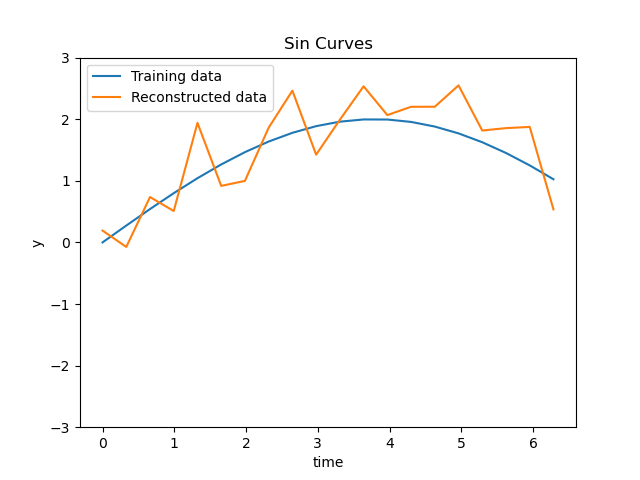 Sin Curves
Training data
Reconstructed data
3
2
1
0
−1
−2
−3
y
0 1 2 3 4 5 6
time